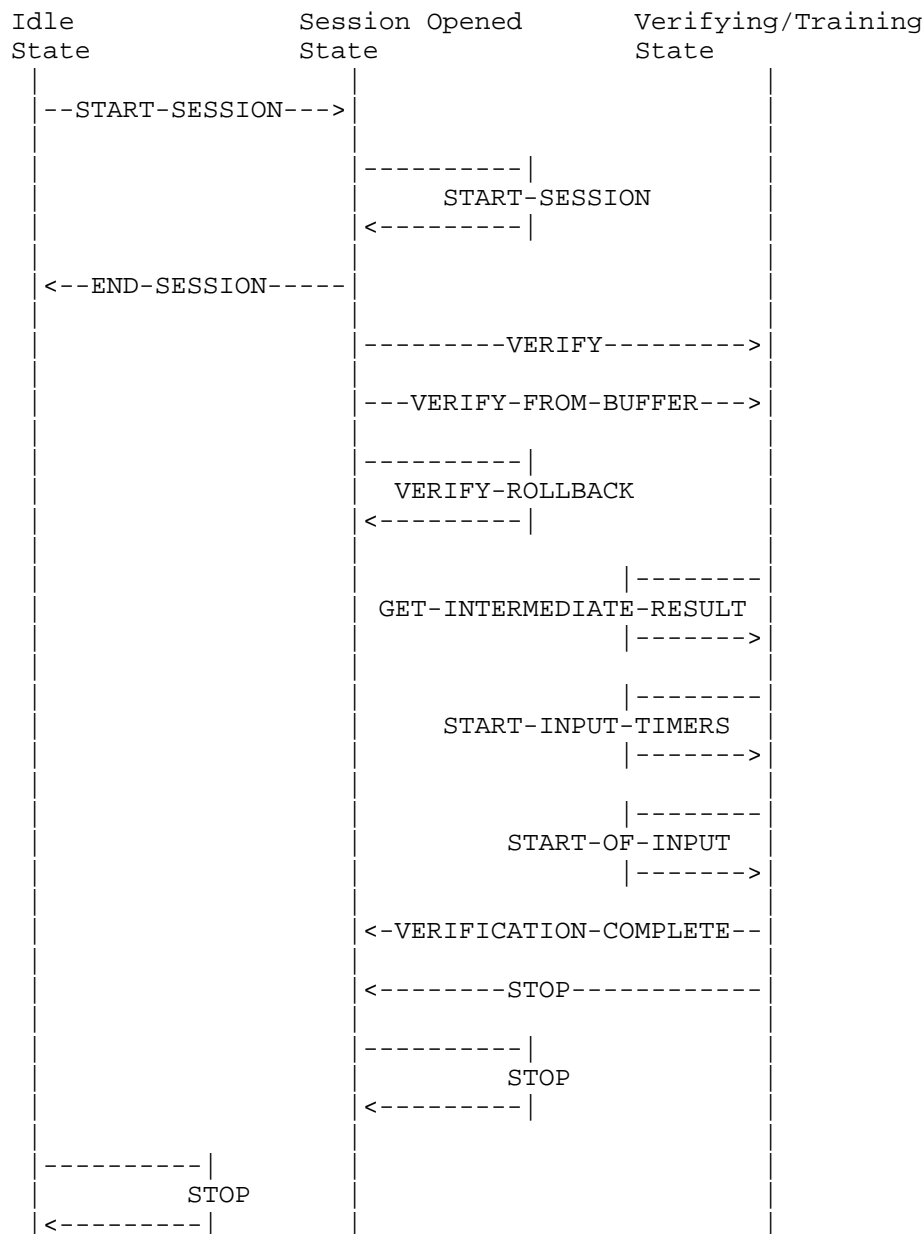 Idle Session Opened Verifying/Training
State State State
--START-SESSION--->
START-SESSION
<--END-SESSION-----
---------VERIFY--------->
---VERIFY-FROM-BUFFER--->
VERIFY-ROLLBACK
GET-INTERMEDIATE-RESULT
START-INPUT-TIMERS
START-OF-INPUT
<-VERIFICATION-COMPLETE--
<--------STOP------------
STOP
STOP